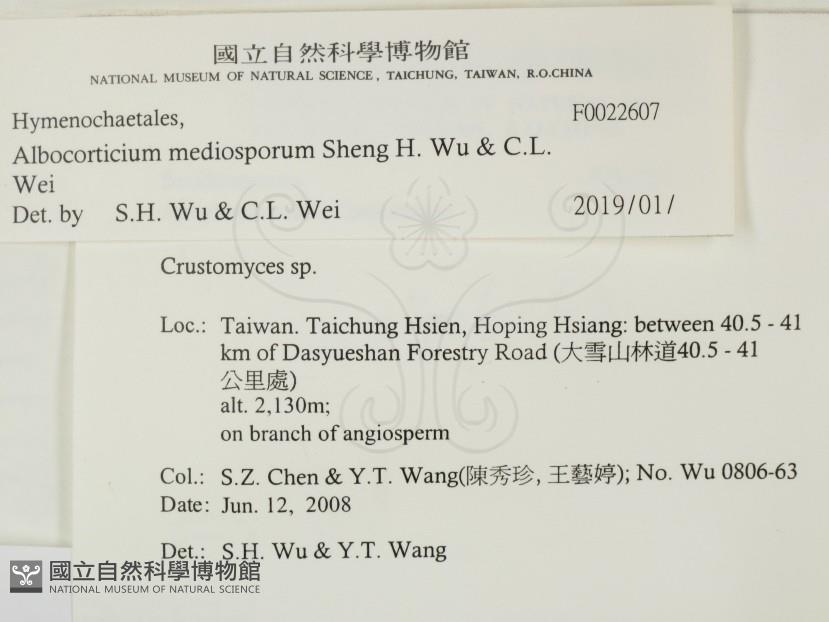 國立自然科學博物館
NATIONAL MUSEUM OF NATURAL SCIENCE, TAICHUNG, TAIWAN, R.O.CHINA
Hymenochaetales,
F0022607
Albocorticium mediosporum Sheng H. Wu & C.L.
Wei
Det. by S.H. Wu & C.L. Wei 2019/01/
Crustomyces sp.
Loc.: Taiwan. Taichung Hsien, Hoping Hsiang: between 40.5 - 41
km of Dasyueshan Forestry Road (大雪山林道40.5 - 41
公里處)
alt. 2,130m;
on branch of angiosperm
Col.: S.Z. Chen & Y.T. Wang(陳秀珍, 王藝婷); No. Wu 0806-63
Date: Jun. 12, 2008
Det.: S.H. Wu & Y.T. Wang
國立自然科學博物館
NATIONAL MUSEUM OF NATURAL SCIENCE